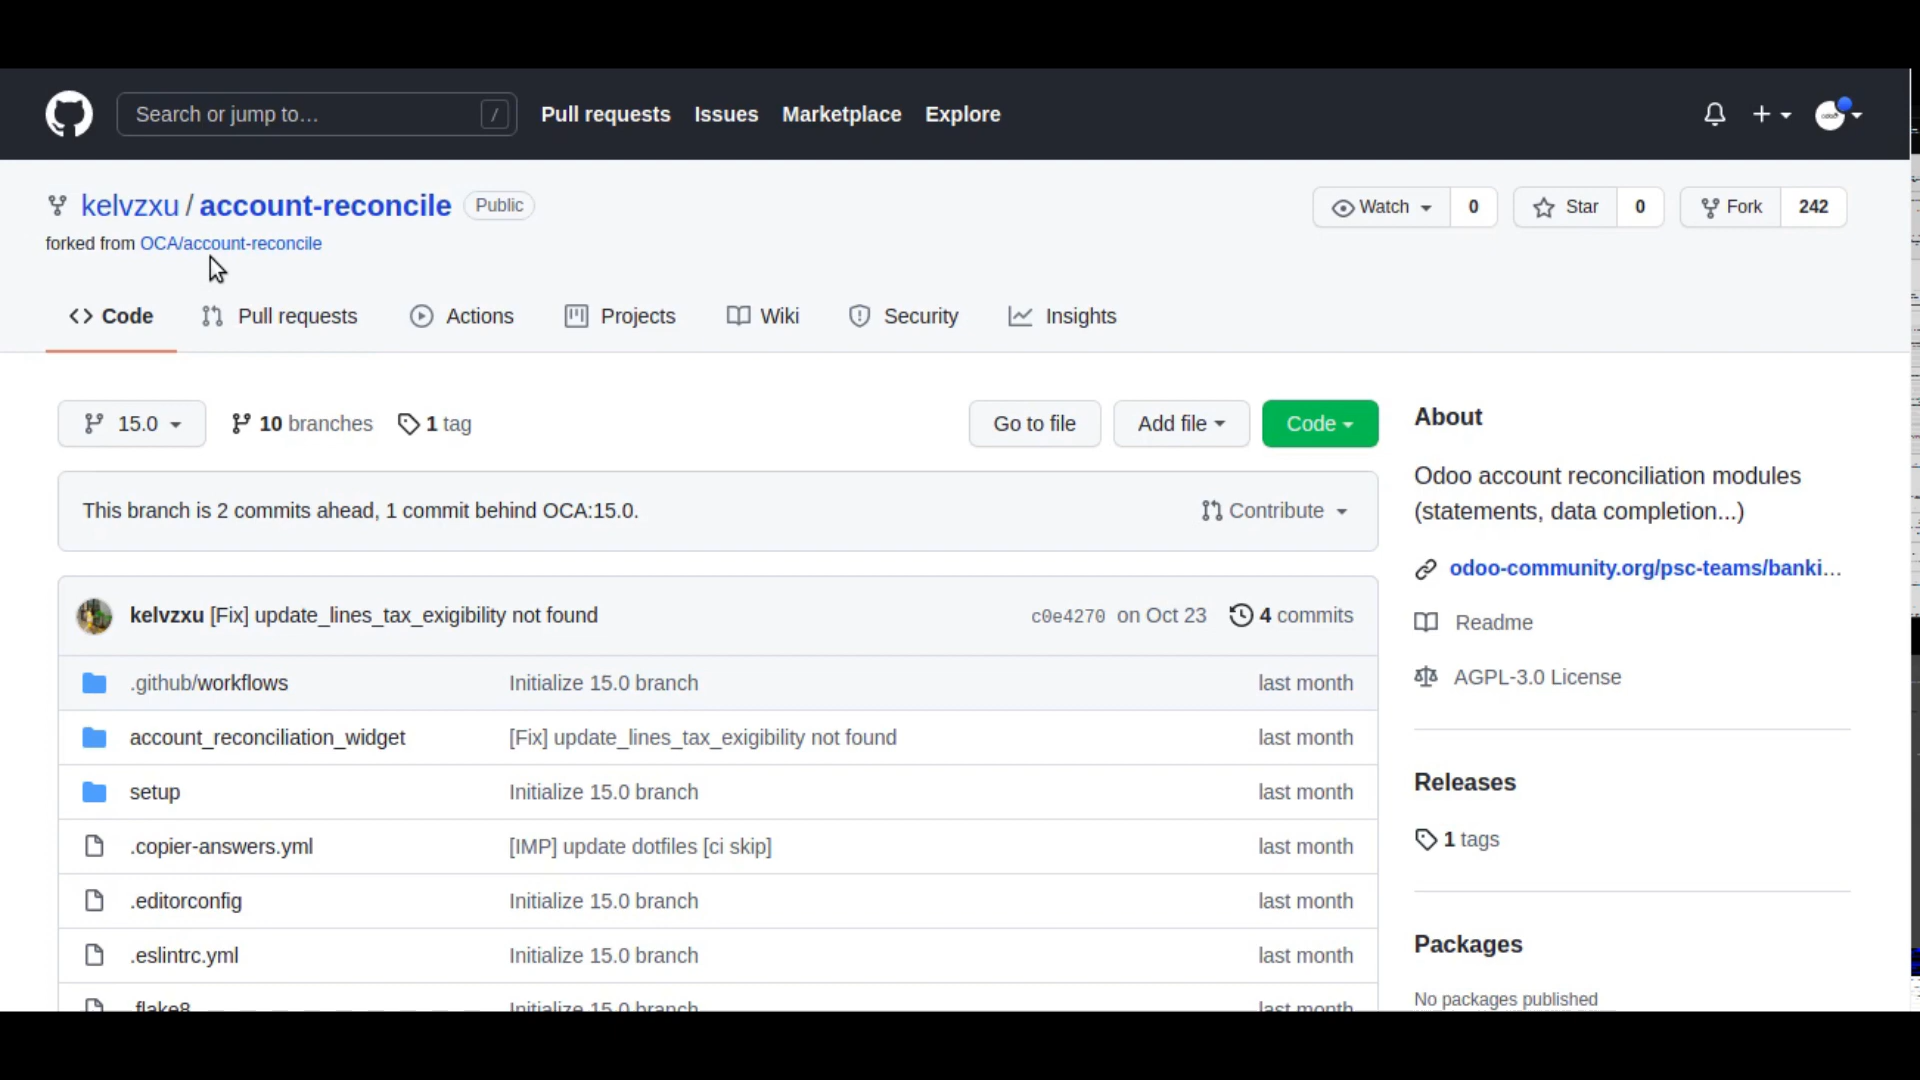 Search or jump to…
/
Pull requests
Issues
Marketplace
Explore
kelvzxu / account-reconcile
Public
Watch
0
Star
0
Fork
242
forked from OCA/account-reconcile
Code
Pull requests
Actions
Projects
Wiki
Security
Insights
15.0
10 branches
1 tag
Go to file
Add file
Code
This branch is 2 commits ahead, 1 commit behind OCA:15.0.
Contribute
kelvzxu [Fix] update_lines_tax_exigibility not found
c0e4270 on Oct 23
4 commits
.github/workflows
Initialize 15.0 branch
last month
account_reconciliation_widget
[Fix] update_lines_tax_exigibility not found
last month
setup
Initialize 15.0 branch
last month
.copier-answers.yml
[IMP] update dotfiles [ci skip]
last month
.editorconfig
Initialize 15.0 branch
last month
.eslintrc.yml
Initialize 15.0 branch
last month
.flake8
Initialize 15.0 branch
last month
About
Odoo account reconciliation modules
(statements, data completion...)
odoo-community.org/psc-teams/banki…
Readme
AGPL-3.0 License
Releases
1 tags
Packages
No packages published